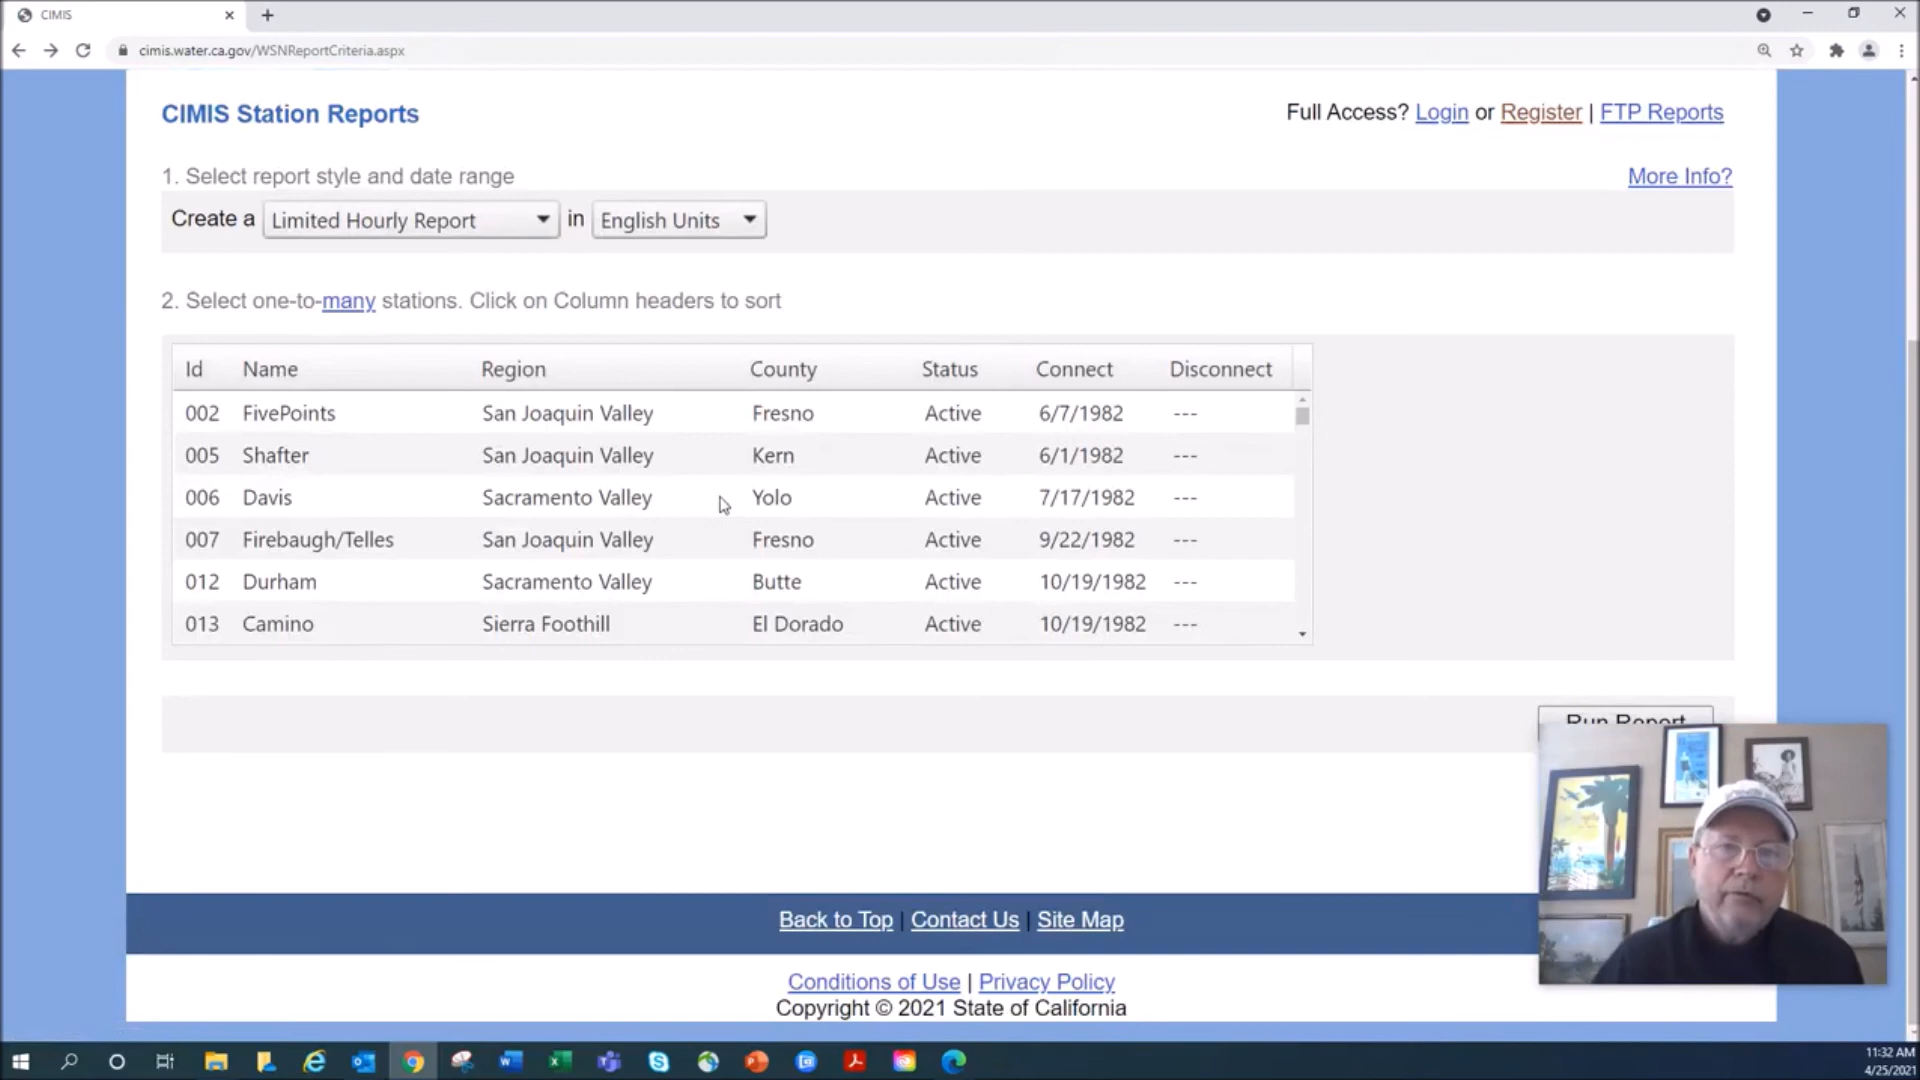 CIMIS
cimis.water.ca.gov/WSNReportCriteria.aspx
CIMIS Station Reports
Full Access? Login or Register | FTP Reports
1. Select report style and date range
More Info?
Create a Limited Hourly Report in English Units
2. Select one-to-many stations. Click on Column headers to sort
Id Name Region County Status Connect Disconnect
002 FivePoints San Joaquin Valley Fresno Active 6/7/1982 ---
005 Shafter San Joaquin Valley Kern Active 6/1/1982 ---
006 Davis Sacramento Valley Yolo Active 7/17/1982 ---
007 Firebaugh/Telles San Joaquin Valley Fresno Active 9/22/1982 ---
012 Durham Sacramento Valley Butte Active 10/19/1982 ---
013 Camino Sierra Foothill El Dorado Active 10/19/1982 ---
Run Report
Back to Top | Contact Us | Site Map
Conditions of Use | Privacy Policy
Copyright © 2021 State of California
11:32 AM
4/25/2021